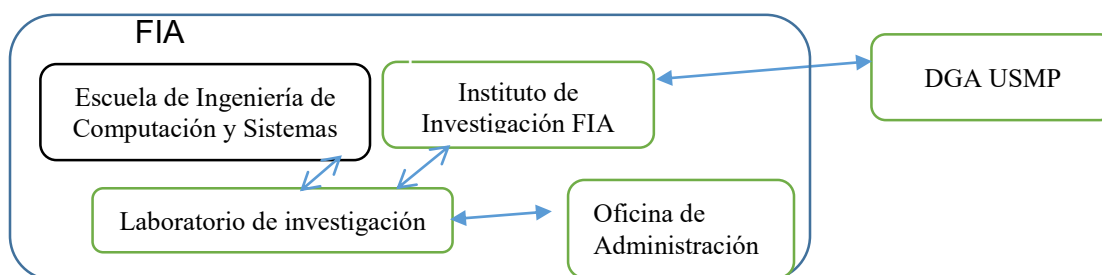 FIA
Escuela de Ingeniería de
Computación y Sistemas
Instituto de
Investigación FIA
DGA USMP
Laboratorio de investigación
Oficina de
Administración